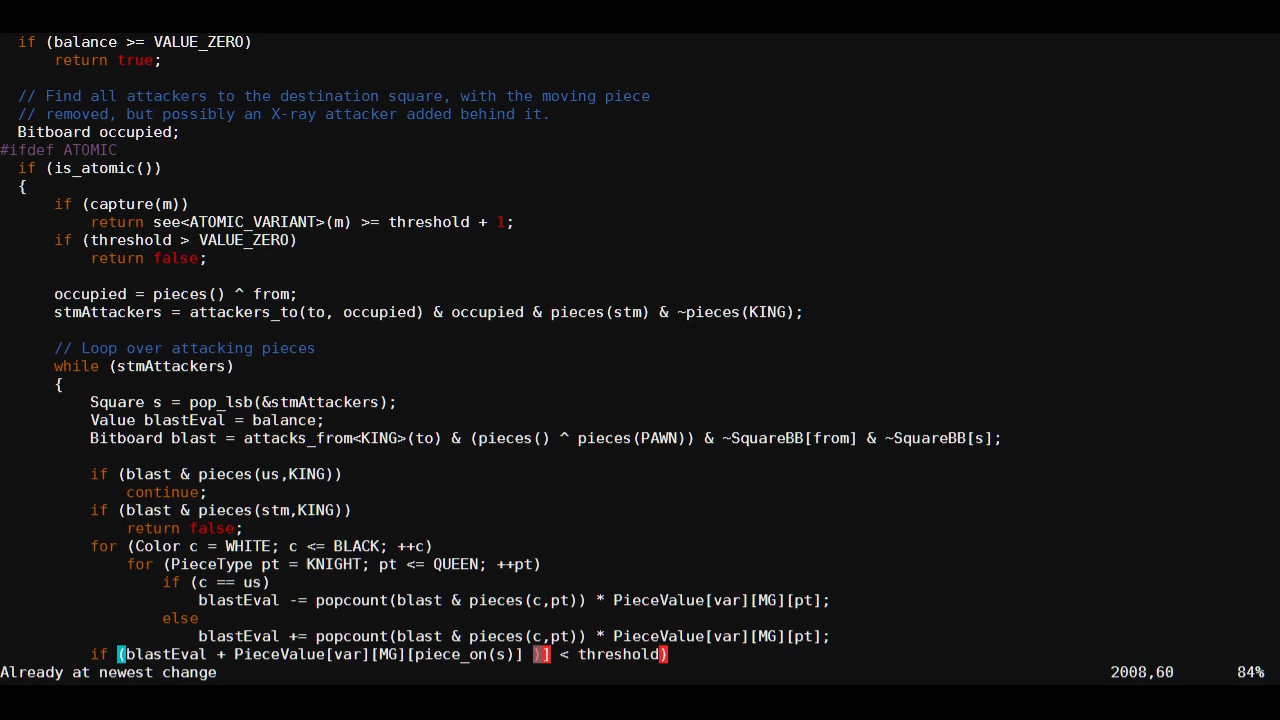 if (balance >= VALUE_ZERO)
return true;
// Find all attackers to the destination square, with the moving piece
// removed, but possibly an X-ray attacker added behind it.
Bitboard occupied;
#ifdef ATOMIC
if (is_atomic())
{
if (capture(m))
return see<ATOMIC_VARIANT>(m) >= threshold + 1;
if (threshold > VALUE_ZERO)
return false;
occupied = pieces() ^ from;
stmAttackers = attackers_to(to, occupied) & occupied & pieces(stm) & ~pieces(KING);
// Loop over attacking pieces
while (stmAttackers)
{
Square s = pop_lsb(&stmAttackers);
Value blastEval = balance;
Bitboard blast = attacks_from<KING>(to) & (pieces() ^ pieces(PAWN)) & ~SquareBB[from] & ~SquareBB[s];
if (blast & pieces(us,KING))
continue;
if (blast & pieces(stm,KING))
return false;
for (Color c = WHITE; c <= BLACK; ++c)
for (PieceType pt = KNIGHT; pt <= QUEEN; ++pt)
if (c == us)
blastEval -= popcount(blast & pieces(c,pt)) * PieceValue[var][MG][pt];
else
blastEval += popcount(blast & pieces(c,pt)) * PieceValue[var][MG][pt];
if (blastEval + PieceValue[var][MG][piece_on(s)] )] < threshold)
Already at newest change 2008,60 84%